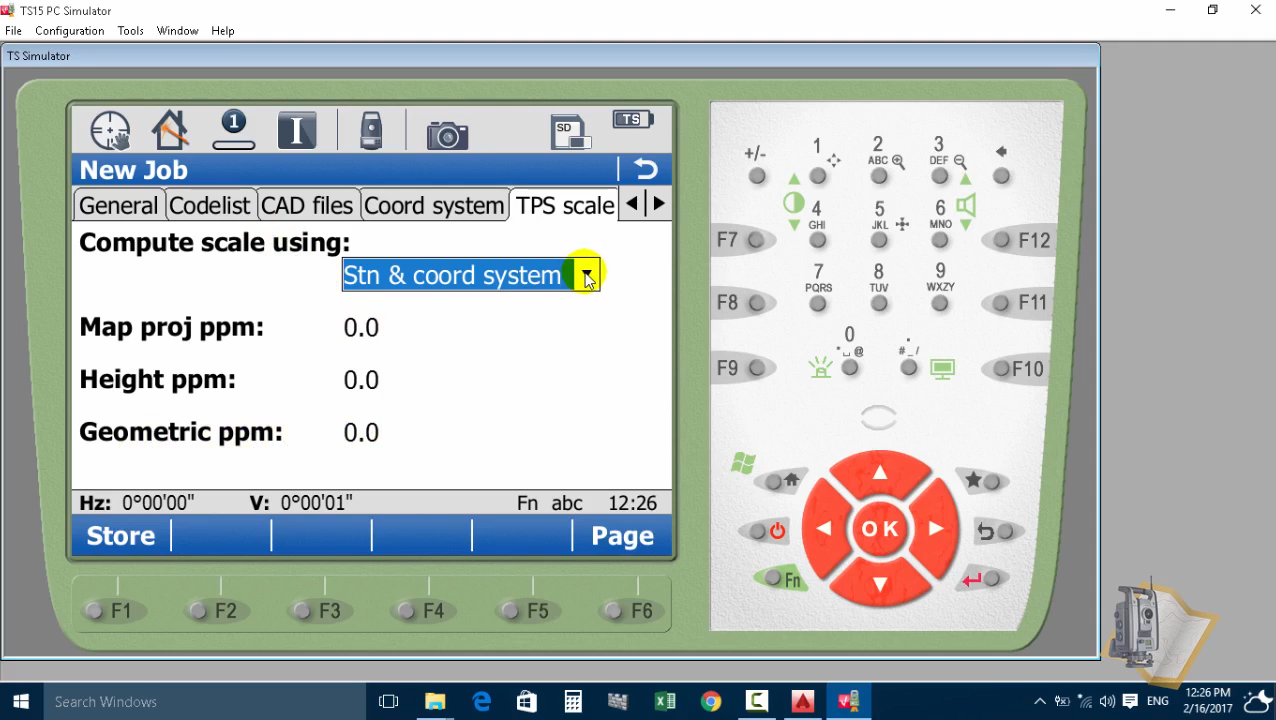 TS15 PC Simulator
File Configuration Tools Window Help
TS Simulator
1 I SD TS
New Job
General Codelist CAD files Coord system TPS scale
Compute scale using:
Stn & coord system
Map proj ppm: 0.0
Height ppm: 0.0
Geometric ppm: 0.0
Hz: 0°00'00" V: 0°00'01" Fn abc 12:26
Store Page
F1 F2 F3 F4 F5 F6
+/- 1 2 ABC 3 DEF
F7 4 GHI 5 JKL 6 MNO F12
F8 7 PQRS 8 TUV 9 WXZY F11
F9 0 *␣@ . #_/ F10
OK
Fn
Search Windows
ENG
12:26 PM
2/16/2017